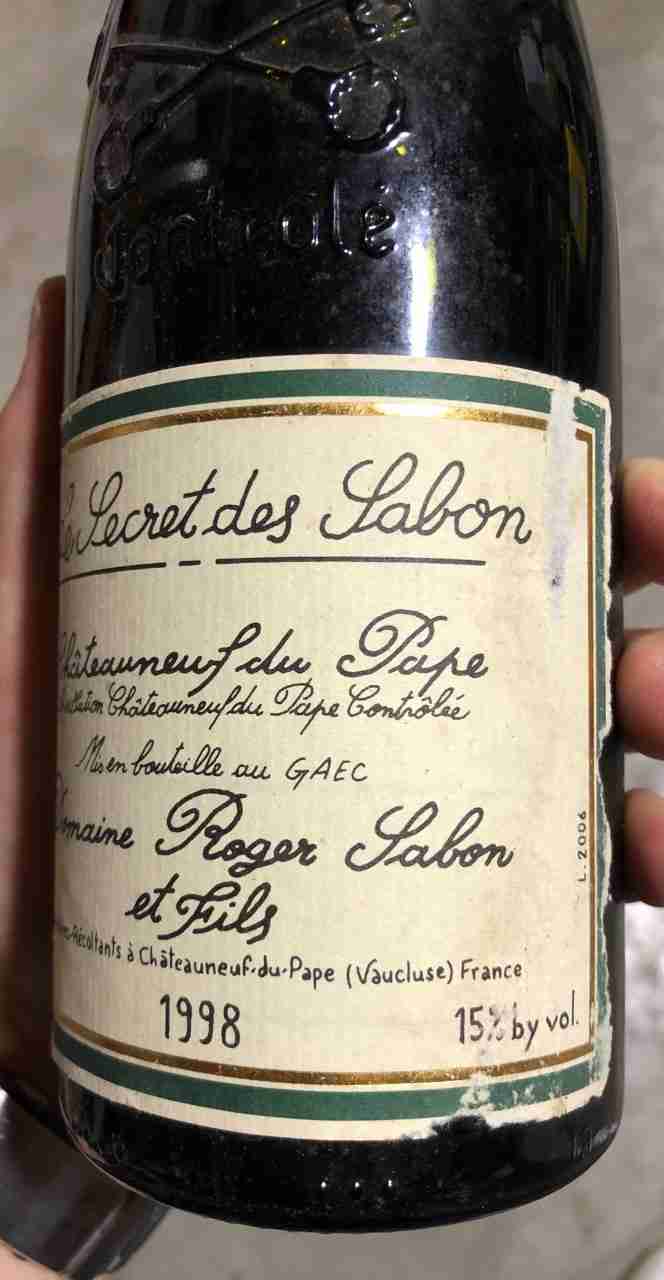 Contrôlé
Le Secret des Sabon
Châteauneuf du Pape
Châteauneuf du Pape Contrôlée
Mis en bouteille au GAEC
Domaine Roger Sabon
et Fils
Récoltants à Châteauneuf-du-Pape (Vaucluse) France
1998 15% by vol.
L. 2006